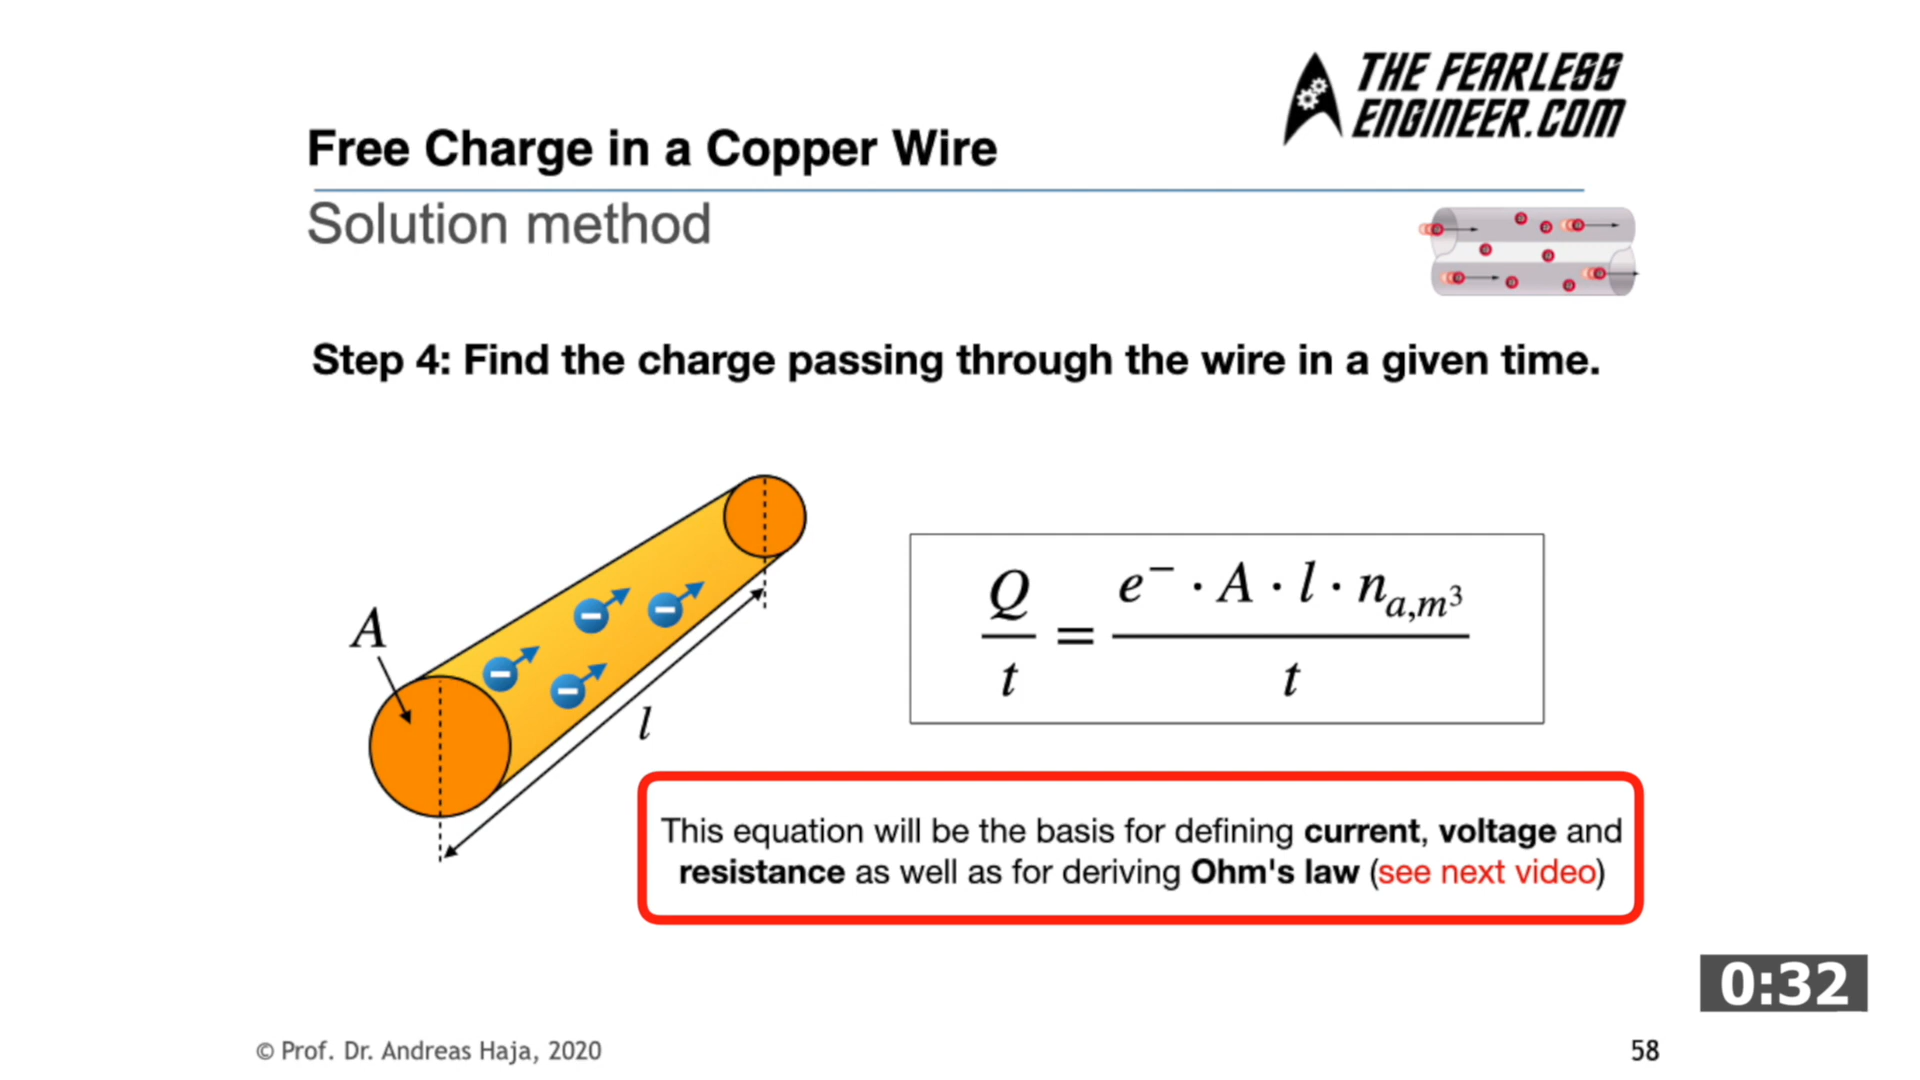 THE FEARLESS
ENGINEER.COM
Free Charge in a Copper Wire
Solution method
Step 4: Find the charge passing through the wire in a given time.
A
l
Q/t = e⁻ · A · l · nₐ,ₘ³/t
This equation will be the basis for defining current, voltage and
resistance as well as for deriving Ohm's law (see next video)
0:32
© Prof. Dr. Andreas Haja, 2020
58